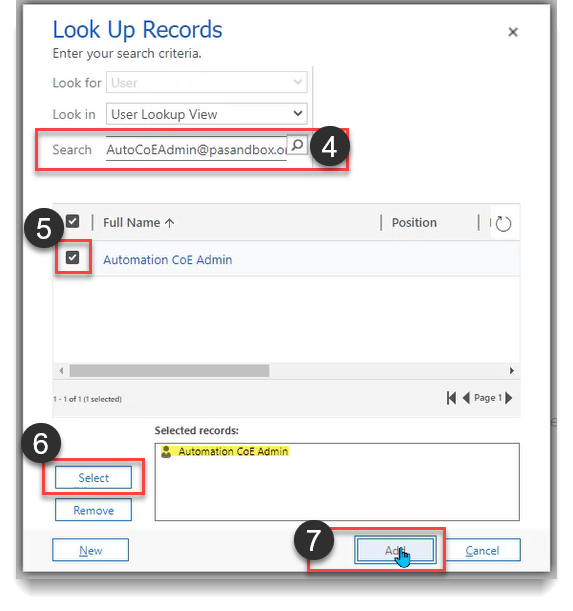 Look Up Records
Enter your search criteria.
Look for User
Look in User Lookup View
Search AutoCoEAdmin@pasandbox.o 4
5 Full Name Position
Automation CoE Admin
1 - 1 of 1 (1 selected) Page 1
Selected records:
6 Automation CoE Admin
Select
Remove
7
New Add Cancel